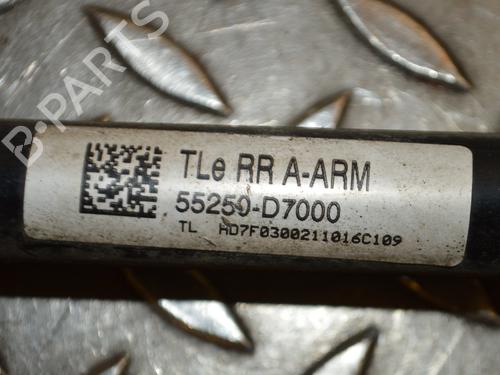 B-PARTS
TLe RR A-ARM
55250-D7000
TL HD7F0300211016C109